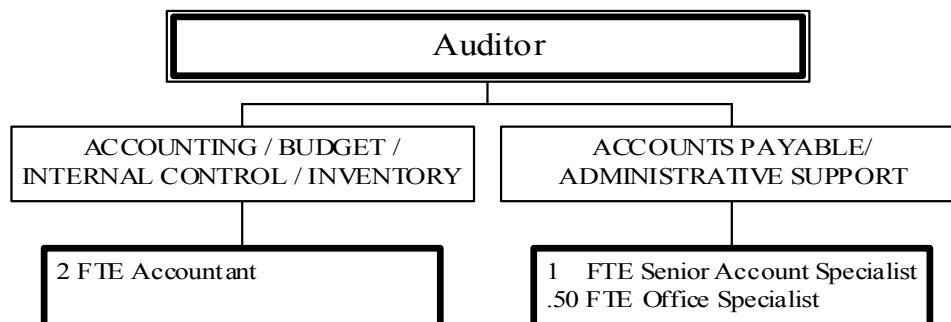 Auditor
ACCOUNTING / BUDGET /
INTERNAL CONTROL / INVENTORY
ACCOUNTS PAYABLE/
ADMINISTRATIVE SUPPORT
2 FTE Accountant
1 FTE Senior Account Specialist
.50 FTE Office Specialist